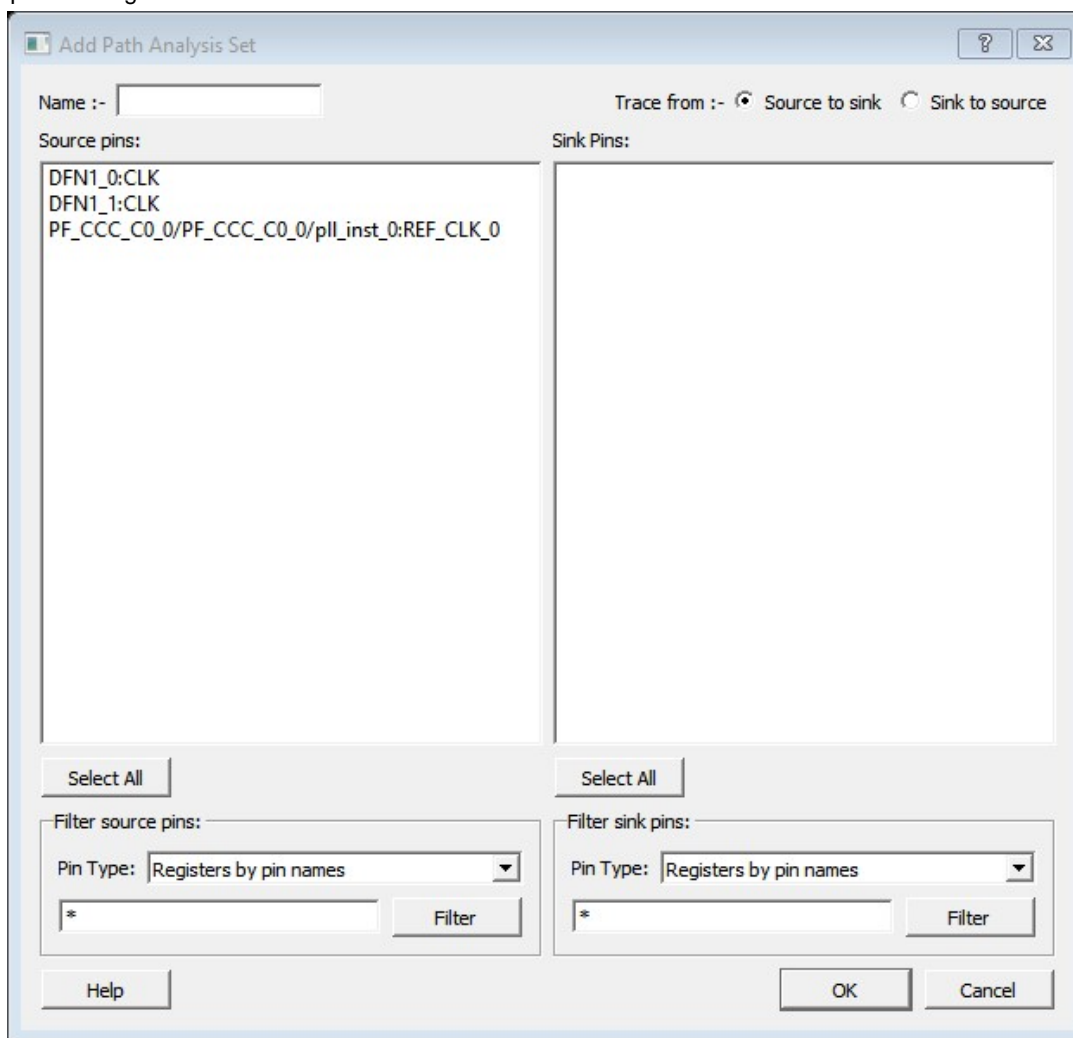 Add Path Analysis Set
Name :-
Trace from :- Source to sink Sink to source
Source pins:
Sink Pins:
DFN1_0:CLK
DFN1_1:CLK
PF_CCC_C0_0/PF_CCC_C0_0/pll_inst_0:REF_CLK_0
Select All
Select All
Filter source pins:
Pin Type: Registers by pin names
*
Filter
Filter sink pins:
Pin Type: Registers by pin names
*
Filter
Help
OK
Cancel